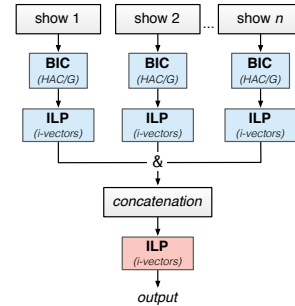 show 1 show 2 ... show n
BIC BIC BIC
(HAC/G) (HAC/G) (HAC/G)
ILP ILP ILP
(i-vectors) (i-vectors) (i-vectors)
&
concatenation
ILP
(i-vectors)
output